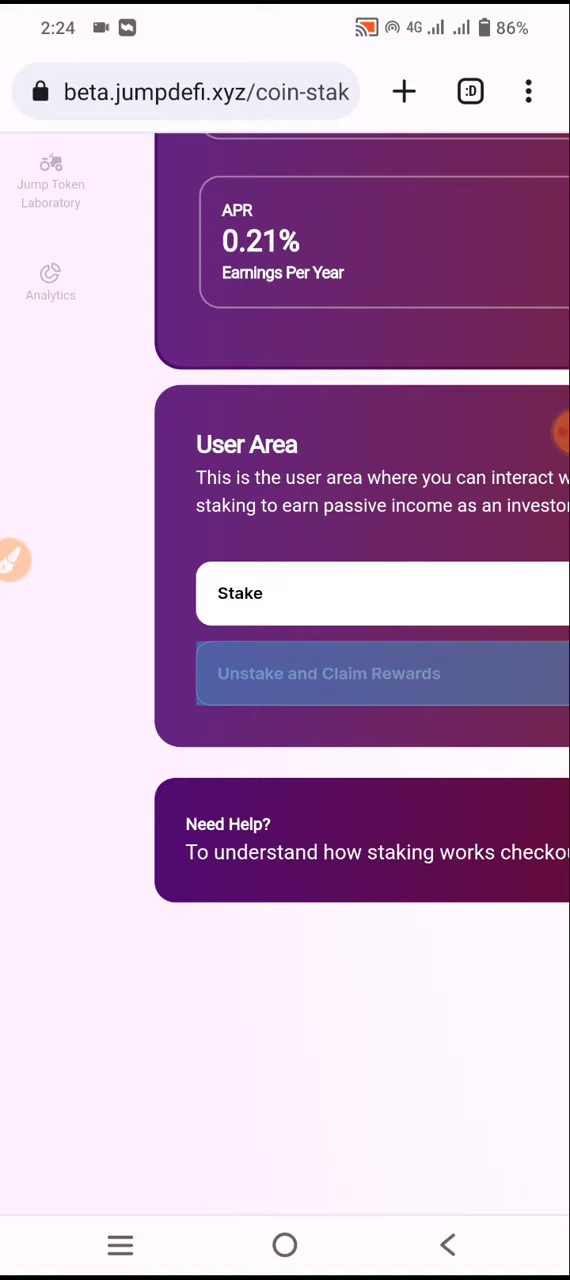 2:24
4G
86%
beta.jumpdefi.xyz/coin-stak
:D
Jump Token
Laboratory
APR
0.21%
Earnings Per Year
Analytics
User Area
This is the user area where you can interact w
staking to earn passive income as an investo
Stake
Unstake and Claim Rewards
Need Help?
To understand how staking works checko